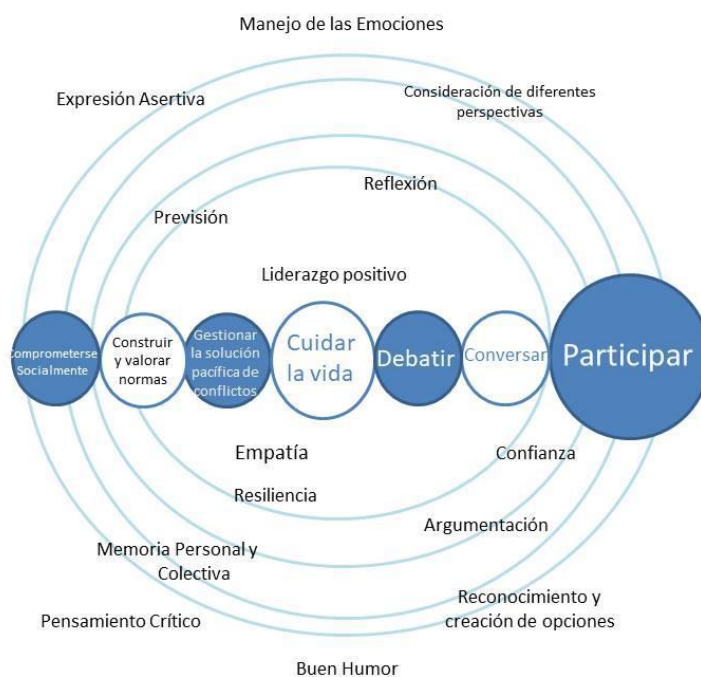 Manejo de las Emociones
Expresión Asertiva
Consideración de diferentes
perspectivas
Reflexión
Previsión
Liderazgo positivo
Comprometerse
Socialmente
Construir
y valorar
normas
Gestionar
la solución
pacífica de
conflictos
Cuidar
la vida
Debatir
Conversar
Participar
Empatía
Confianza
Resiliencia
Argumentación
Memoria Personal y
Colectiva
Reconocimiento y
creación de opciones
Pensamiento Crítico
Buen Humor